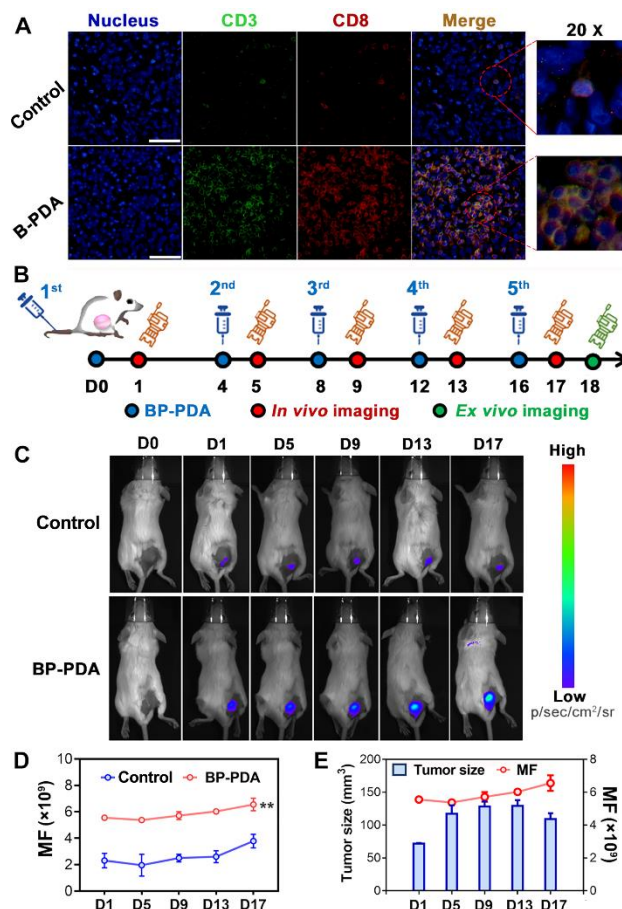 A
Nucleus CD3 CD8 Merge 20 X
Control
B-PDA
B
1st 2nd 3rd 4th 5th
D0 1 4 5 8 9 12 13 16 17 18
BP-PDA In vivo imaging Ex vivo imaging
C
D0 D1 D5 D9 D13 D17
High
Control
BP-PDA
Low
p/sec/cm²/sr
D
Control BP-PDA
MF (×10⁹)
10
8
6
4
2
0
**
D1 D5 D9 D13 D17
E
Tumor size MF
Tumor size (mm³)
200
150
100
50
0
MF (×10⁹)
8
6
4
2
0
D1 D5 D9 D13 D17